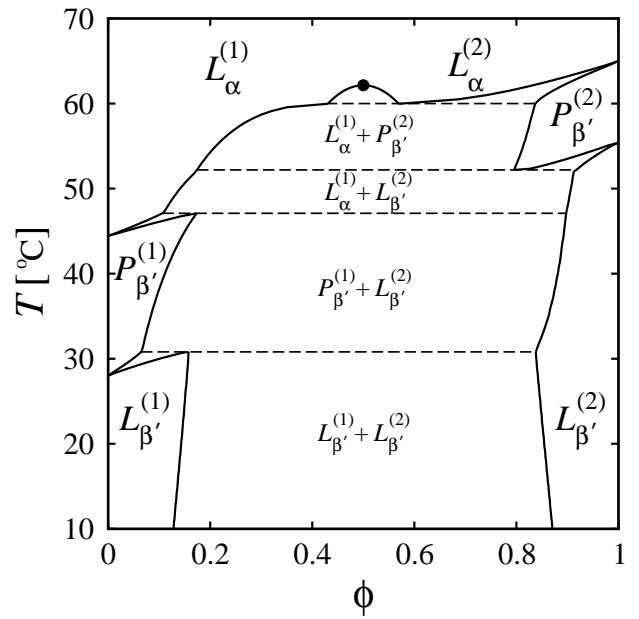 70
60
50
40
30
20
10
T [°C]
L_α^(1)
L_α^(2)
P_β′^(2)
L_α^(1) + P_β′^(2)
L_α^(1) + L_β′^(2)
P_β′^(1)
P_β′^(1) + L_β′^(2)
L_β′^(1)
L_β′^(2)
L_β′^(1) + L_β′^(2)
0 0.2 0.4 0.6 0.8 1
ϕ